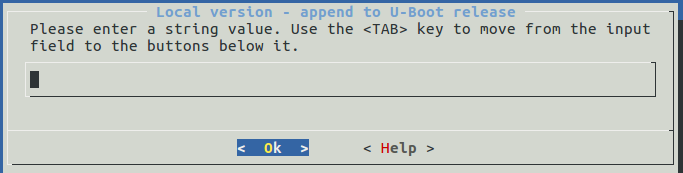 Local version - append to U-Boot release
Please enter a string value. Use the <TAB> key to move from the input
field to the buttons below it.
< Ok > < Help >